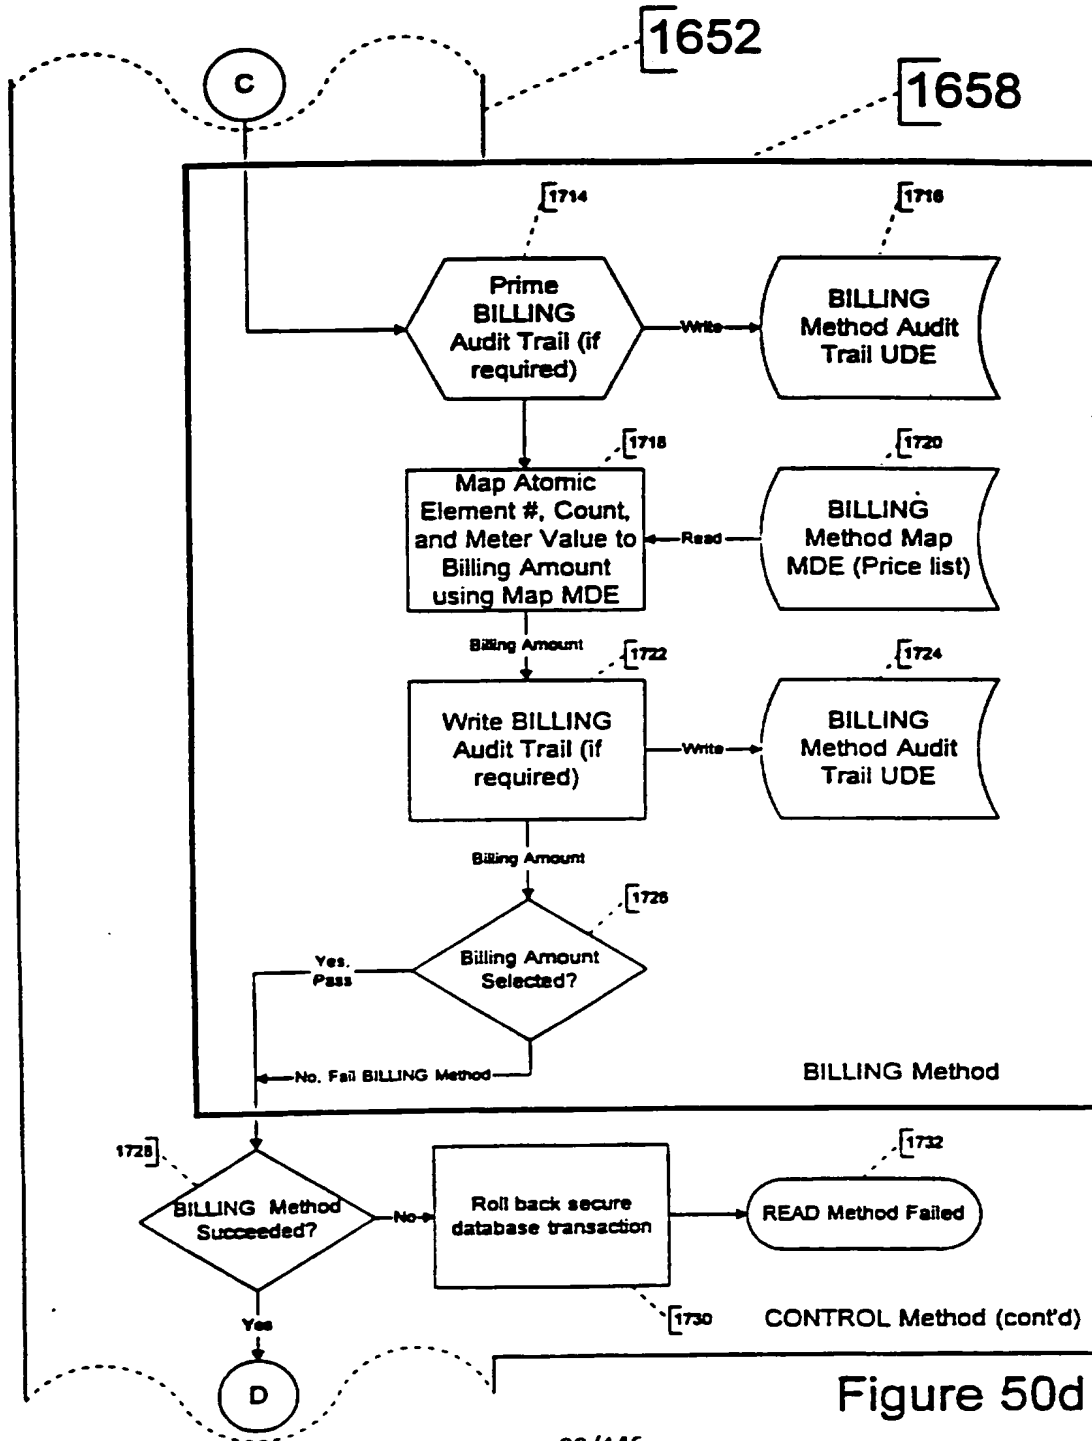 1652
C
1658
1714
1716
Prime
BILLING
Audit Trail (if
required)
Write
BILLING
Method Audit
Trail UDE
1718
1720
Map Atomic
Element #, Count,
and Meter Value to
Billing Amount
using Map MDE
Read
BILLING
Method Map
MDE (Price list)
Billing Amount
1722
1724
Write BILLING
Audit Trail (if
required)
Write
BILLING
Method Audit
Trail UDE
Billing Amount
1726
Billing Amount
Selected?
Yes,
Pass
No, Fail BILLING Method
BILLING Method
1728
1732
BILLING Method
Succeeded?
No
Roll back secure
database transaction
READ Method Failed
1730
CONTROL Method (cont'd)
Yes
D
Figure 50d